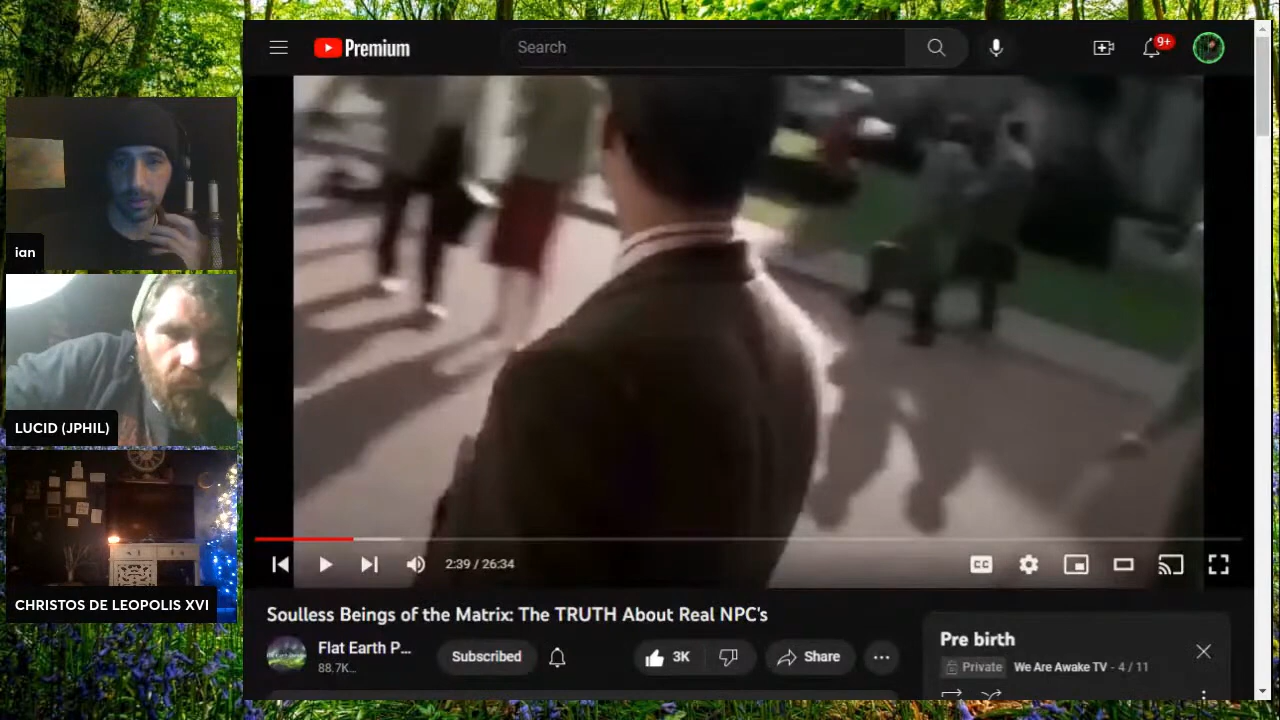 Premium
Search
9+
ian
LUCID (JPHIL)
CHRISTOS DE LEOPOLIS XVI
2:39 / 26:34
CC
Soulless Beings of the Matrix: The TRUTH About Real NPC's
Flat Earth P...
88.7K...
Subscribed
3K
Share
Pre birth
Private
We Are Awake TV - 4 / 11